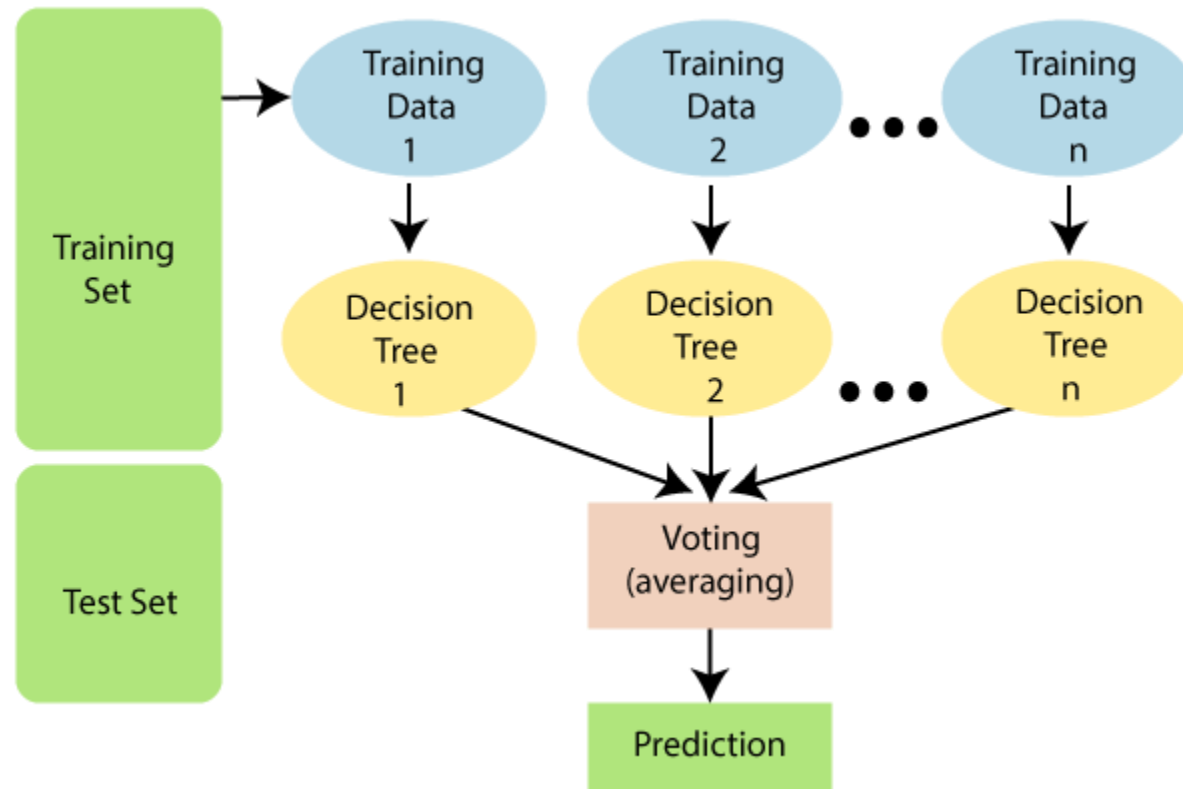 Training
Set
Test Set
Training
Data
1
Training
Data
2
Training
Data
n
Decision
Tree
1
Decision
Tree
2
Decision
Tree
n
Voting
(averaging)
Prediction